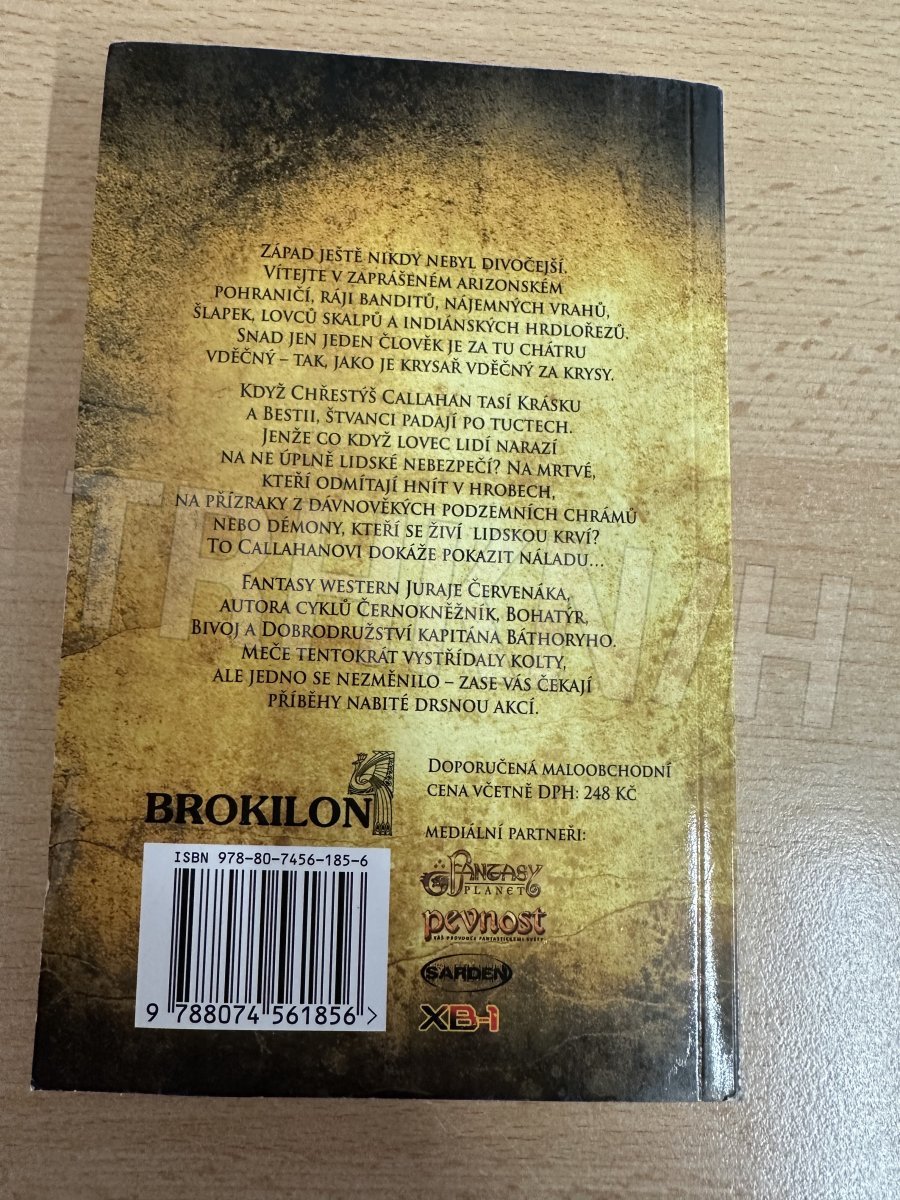 ZÁPAD JEŠTĚ NIKDY NEBYL DIVOČEJŠÍ.
VÍTEJTE V ZAPRÁŠENÉM ARIZONSKÉM
POHRANIČÍ, RÁJI BANDITŮ, NÁJEMNÝCH VRAHŮ,
ŠLAPEK, LOVCŮ SKALPŮ A INDIÁNSKÝCH HRDLOŘEZŮ.
SNAD JEN JEDEN ČLOVĚK JE ZA TU CHÁTRU
VDĚČNÝ – TAK, JAKO JE KRYSAŘ VDĚČNÝ ZA KRYSY.
KDYŽ CHŘESTÝŠ CALLAHAN TASÍ KRÁSKU
A BESTII, ŠTVANCI PADAJÍ PO TUCTECH.
JENŽE CO KDYŽ LOVEC LIDÍ NARAZÍ
NA NE ÚPLNĚ LIDSKÉ NEBEZPEČÍ? NA MRTVÉ,
KTEŘÍ ODMÍTAJÍ HNÍT V HROBECH,
NA PŘÍZRAKY Z DÁVNOVĚKÝCH PODZEMNÍCH CHRÁMŮ
NEBO DÉMONY, KTEŘÍ SE ŽIVÍ LIDSKOU KRVÍ?
TO CALLAHANOVI DOKÁŽE POKAZIT NÁLADU...
FANTASY WESTERN JURAJE ČERVENÁKA,
AUTORA CYKLŮ ČERNOKNĚŽNÍK, BOHATÝR,
BIVOJ A DOBRODRUŽSTVÍ KAPITÁNA BÁTHORYHO.
MEČE TENTOKRÁT VYSTŘÍDALY KOLTY,
ALE JEDNO SE NEZMĚNILO – ZASE VÁS ČEKAJÍ
PŘÍBĚHY NABITÉ DRSNOU AKCÍ.
BROKILON
DOPORUČENÁ MALOOBCHODNÍ
CENA VČETNĚ DPH: 248 KČ
MEDIÁLNÍ PARTNEŘI:
FANTASY
PLANET
pevnost
VÁŠ PRŮVODCE FANTASTICKÝMI SVĚTY
SARDEN
XB-1
ISBN 978-80-7456-185-6
9 788074 561856 >